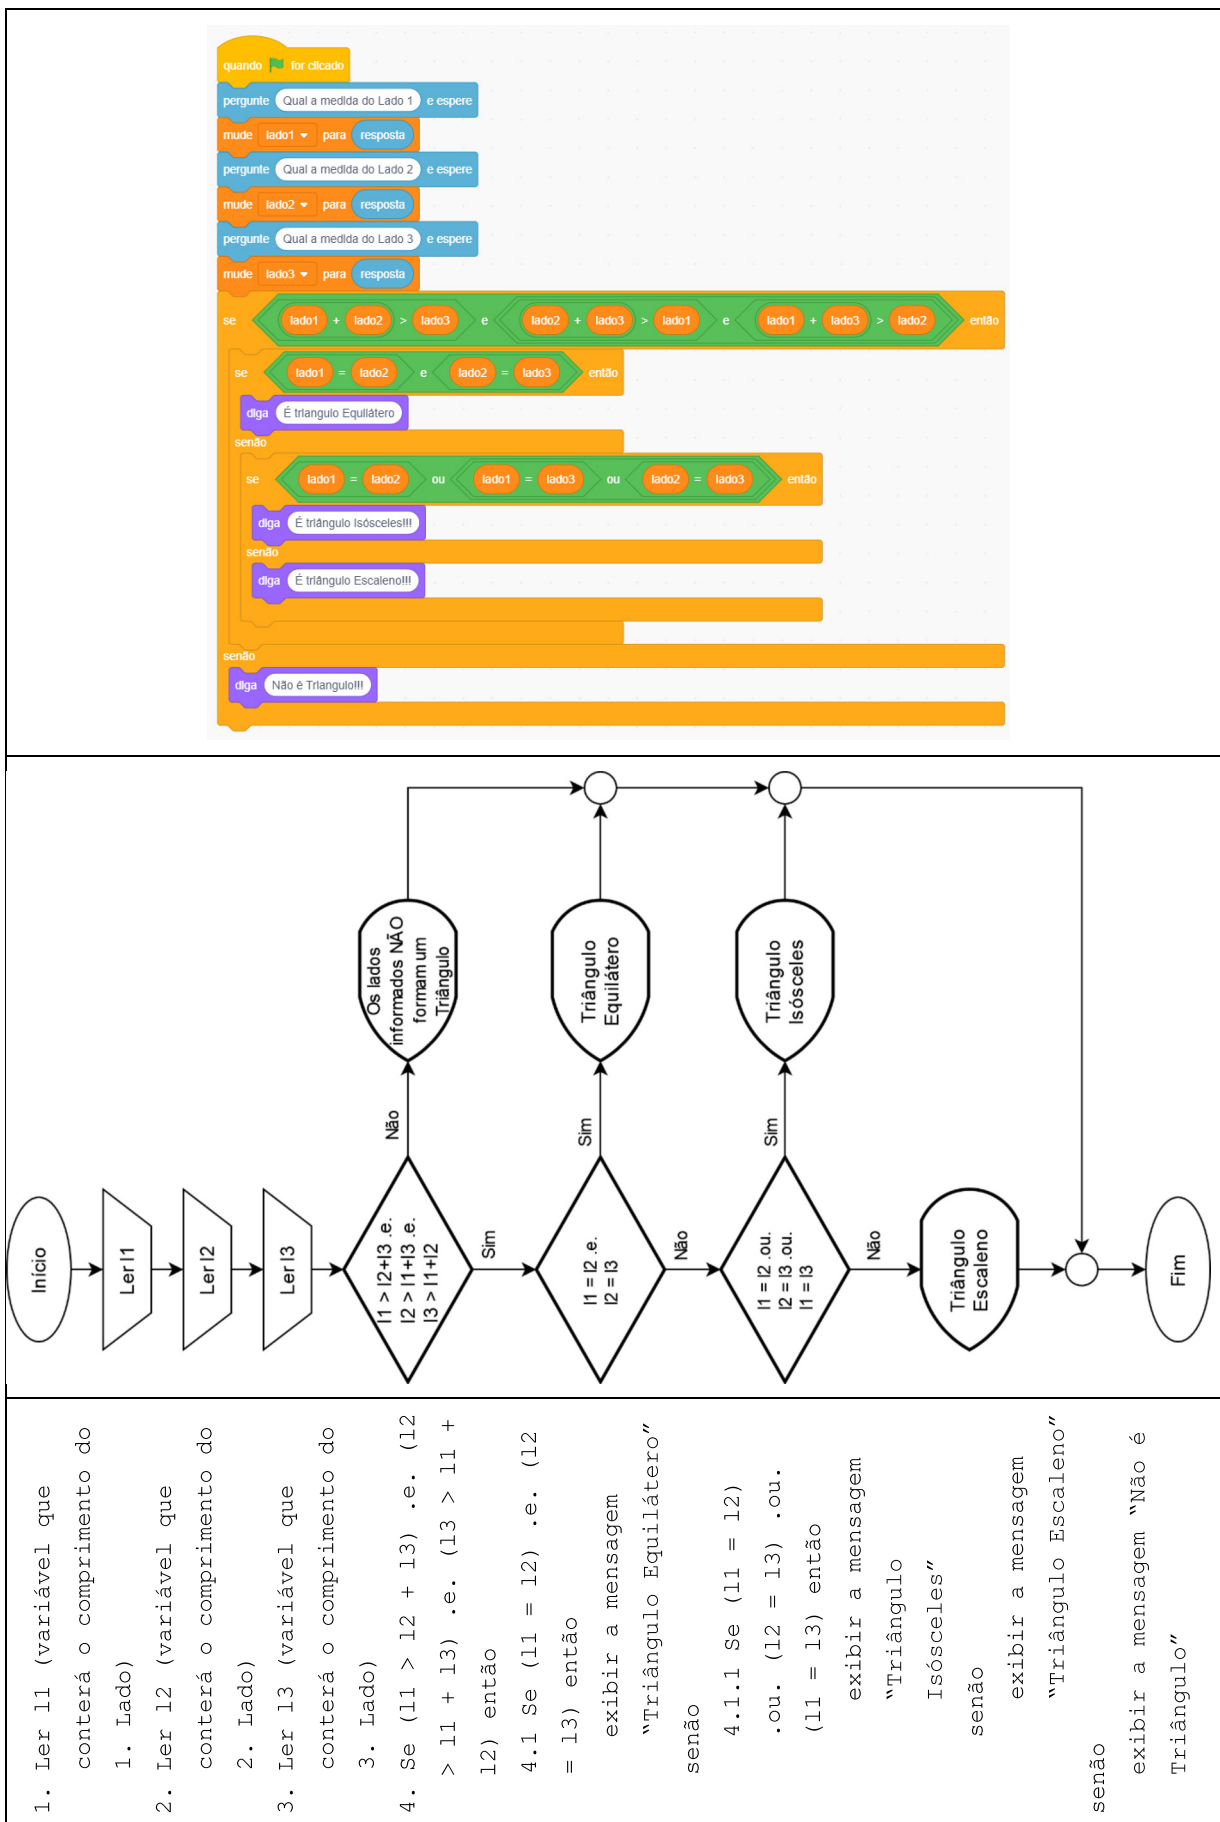 quando for clicado
pergunte Qual a medida do Lado 1 e espere
mude lado1 para resposta
pergunte Qual a medida do Lado 2 e espere
mude lado2 para resposta
pergunte Qual a medida do Lado 3 e espere
mude lado3 para resposta
se lado1 + lado2 > lado3 e lado2 + lado3 > lado1 e lado1 + lado3 > lado2 então
se lado1 = lado2 e lado2 = lado3 então
diga É triangulo Equilátero
senão
se lado1 = lado2 ou lado1 = lado3 ou lado2 = lado3 então
diga É triângulo Isósceles!!!
senão
diga É triângulo Escaleno!!!
senão
diga Não é Triangulo!!!
Início
Ler l1
Ler l2
Ler l3
l1 > l2+l3 .e.
l2 > l1+l3 .e.
l3 > l1+l2
Não
Os lados
informados NÃO
formam um
Triângulo
Sim
l1 = l2 .e.
l2 = l3
Sim
Triângulo
Equilátero
Não
l1 = l2 .ou.
l2 = l3 .ou.
l1 = l3
Sim
Triângulo
Isósceles
Não
Triângulo
Escaleno
Fim
1. Ler l1 (variável que
conterá o comprimento do
1. Lado)
2. Ler l2 (variável que
conterá o comprimento do
2. Lado)
3. Ler l3 (variável que
conterá o comprimento do
3. Lado)
4. Se (l1 > l2 + l3) .e. (l2
> l1 + l3) .e. (l3 > l1 +
l2) então
4.1 Se (l1 = l2) .e. (l2
= l3) então
exibir a mensagem
“Triângulo Equilátero”
senão
4.1.1 Se (l1 = l2)
.ou. (l2 = l3) .ou.
(l1 = l3) então
exibir a mensagem
“Triângulo
Isósceles”
senão
exibir a mensagem
“Triângulo Escaleno”
senão
exibir a mensagem “Não é
Triângulo”